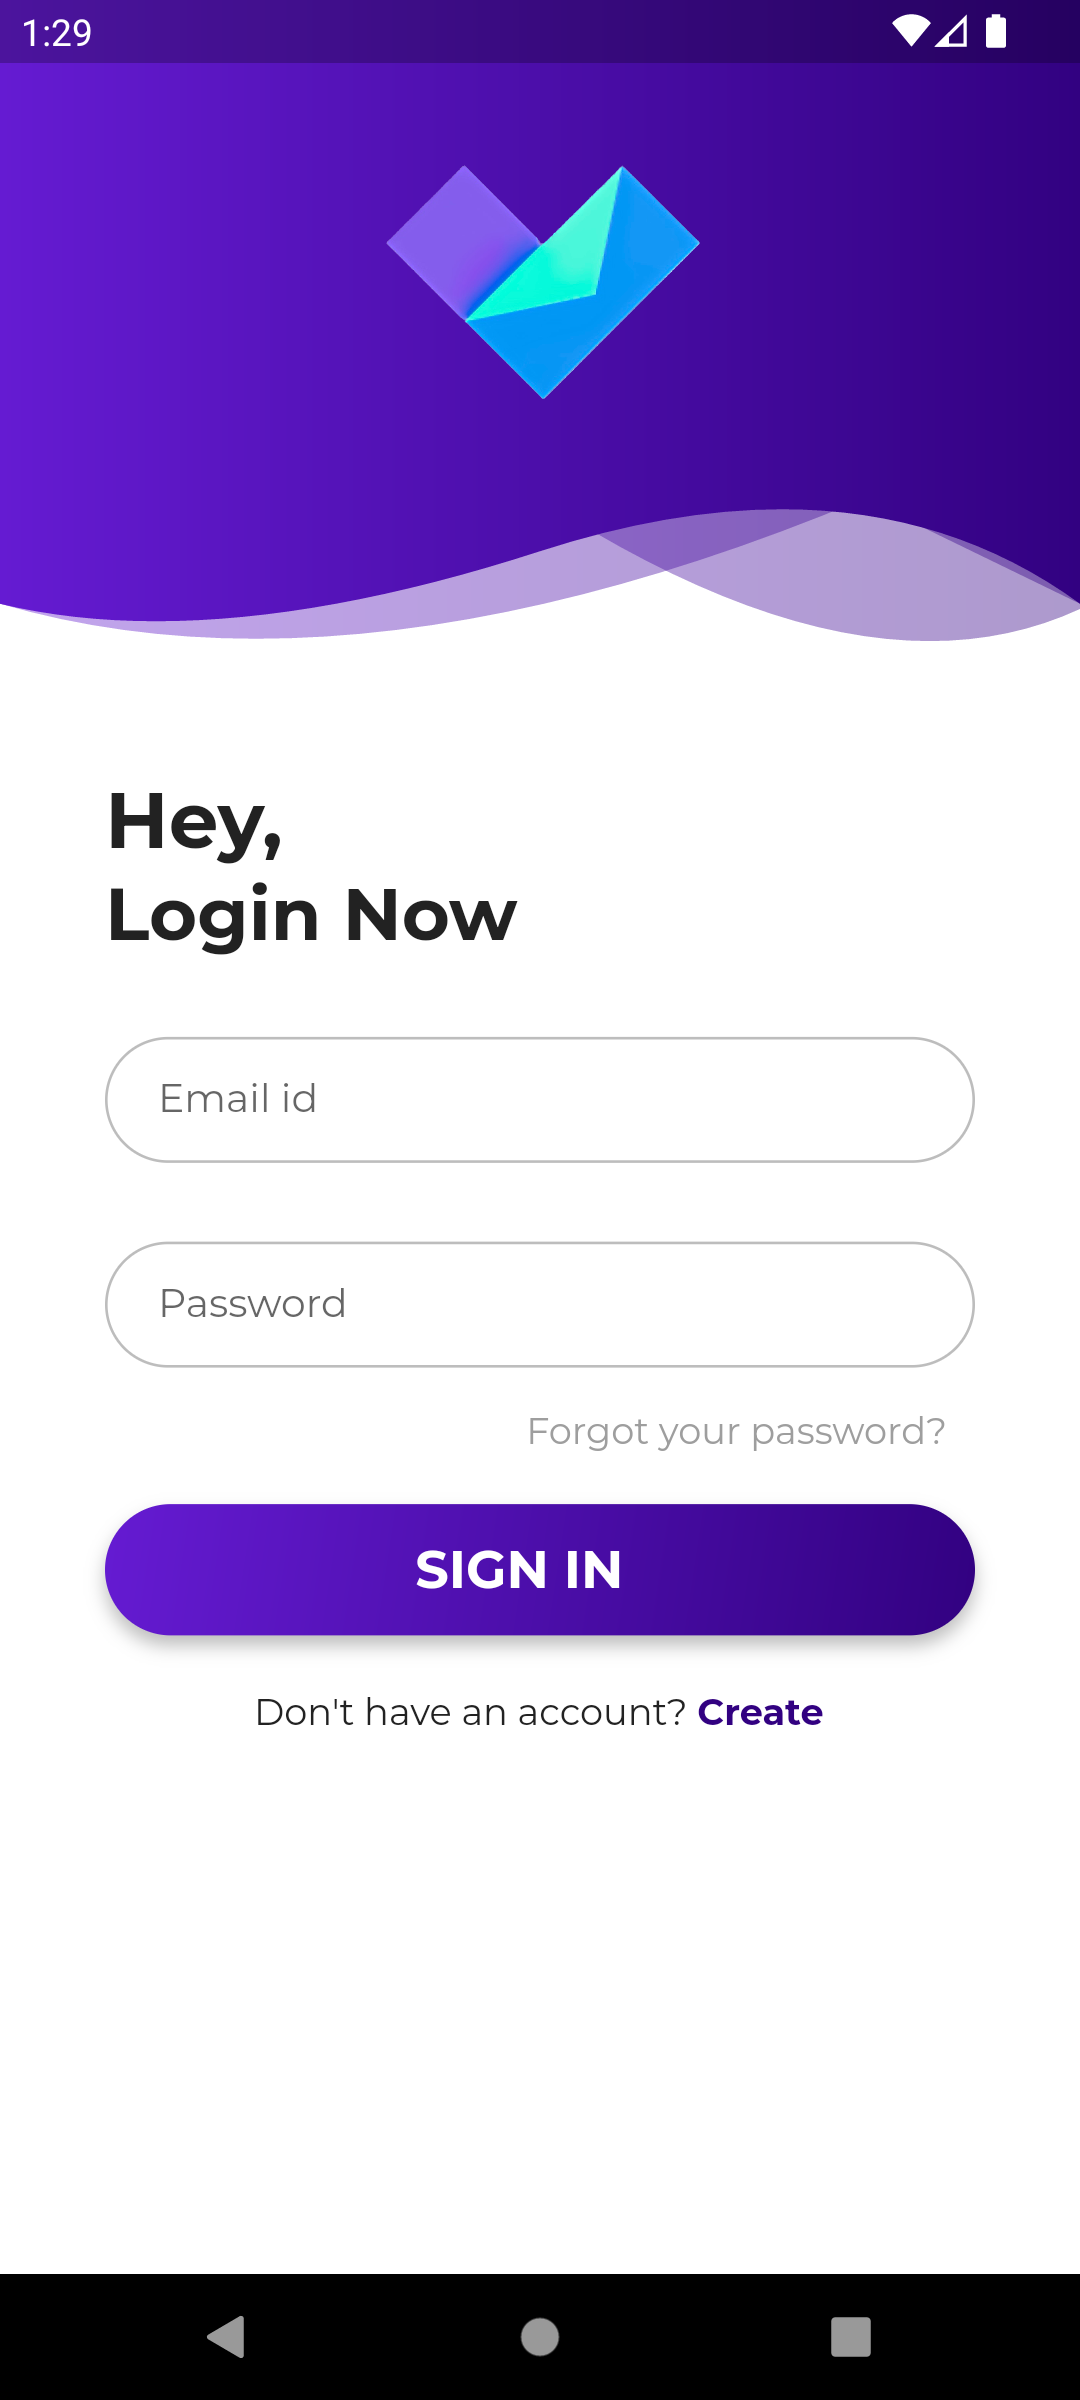 1:29
Hey,
Login Now
Email id
Password
Forgot your password?
SIGN IN
Don't have an account? Create